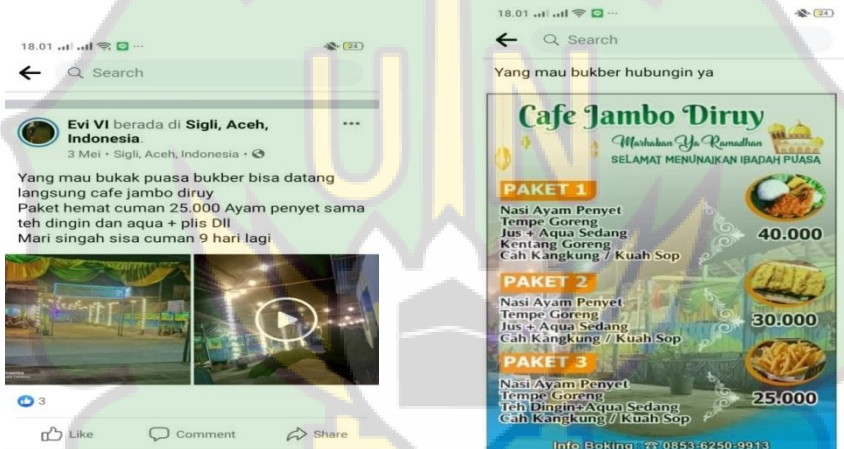 18.01
24
Search
Evi VI berada di Sigli, Aceh,
Indonesia.
3 Mei • Sigli, Aceh, Indonesia •
Yang mau bukak puasa bukber bisa datang
langsung cafe jambo diruy
Paket hemat cuman 25.000 Ayam penyet sama
teh dingin dan aqua + plis Dll
Mari singah sisa cuman 9 hari lagi
3
Like
Comment
Share
18.01
24
Search
Yang mau bukber hubungin ya
Cafe Jambo Diruy
Marhaban Ya Ramadhan
SELAMAT MENUNAIKAN IBADAH PUASA
PAKET 1
Nasi Ayam Penyet
Tempe Goreng
Jus + Aqua Sedang
Kentang Goreng
Cah Kangkung / Kuah Sop
40.000
PAKET 2
Nasi Ayam Penyet
Tempe Goreng
Jus + Aqua Sedang
Cah Kangkung / Kuah Sop
30.000
PAKET 3
Nasi Ayam Penyet
Tempe Goreng
Teh Dingin+Aqua Sedang
Cah Kangkung / Kuah Sop
25.000
Info Boking : ☎ 0853-6250-9913